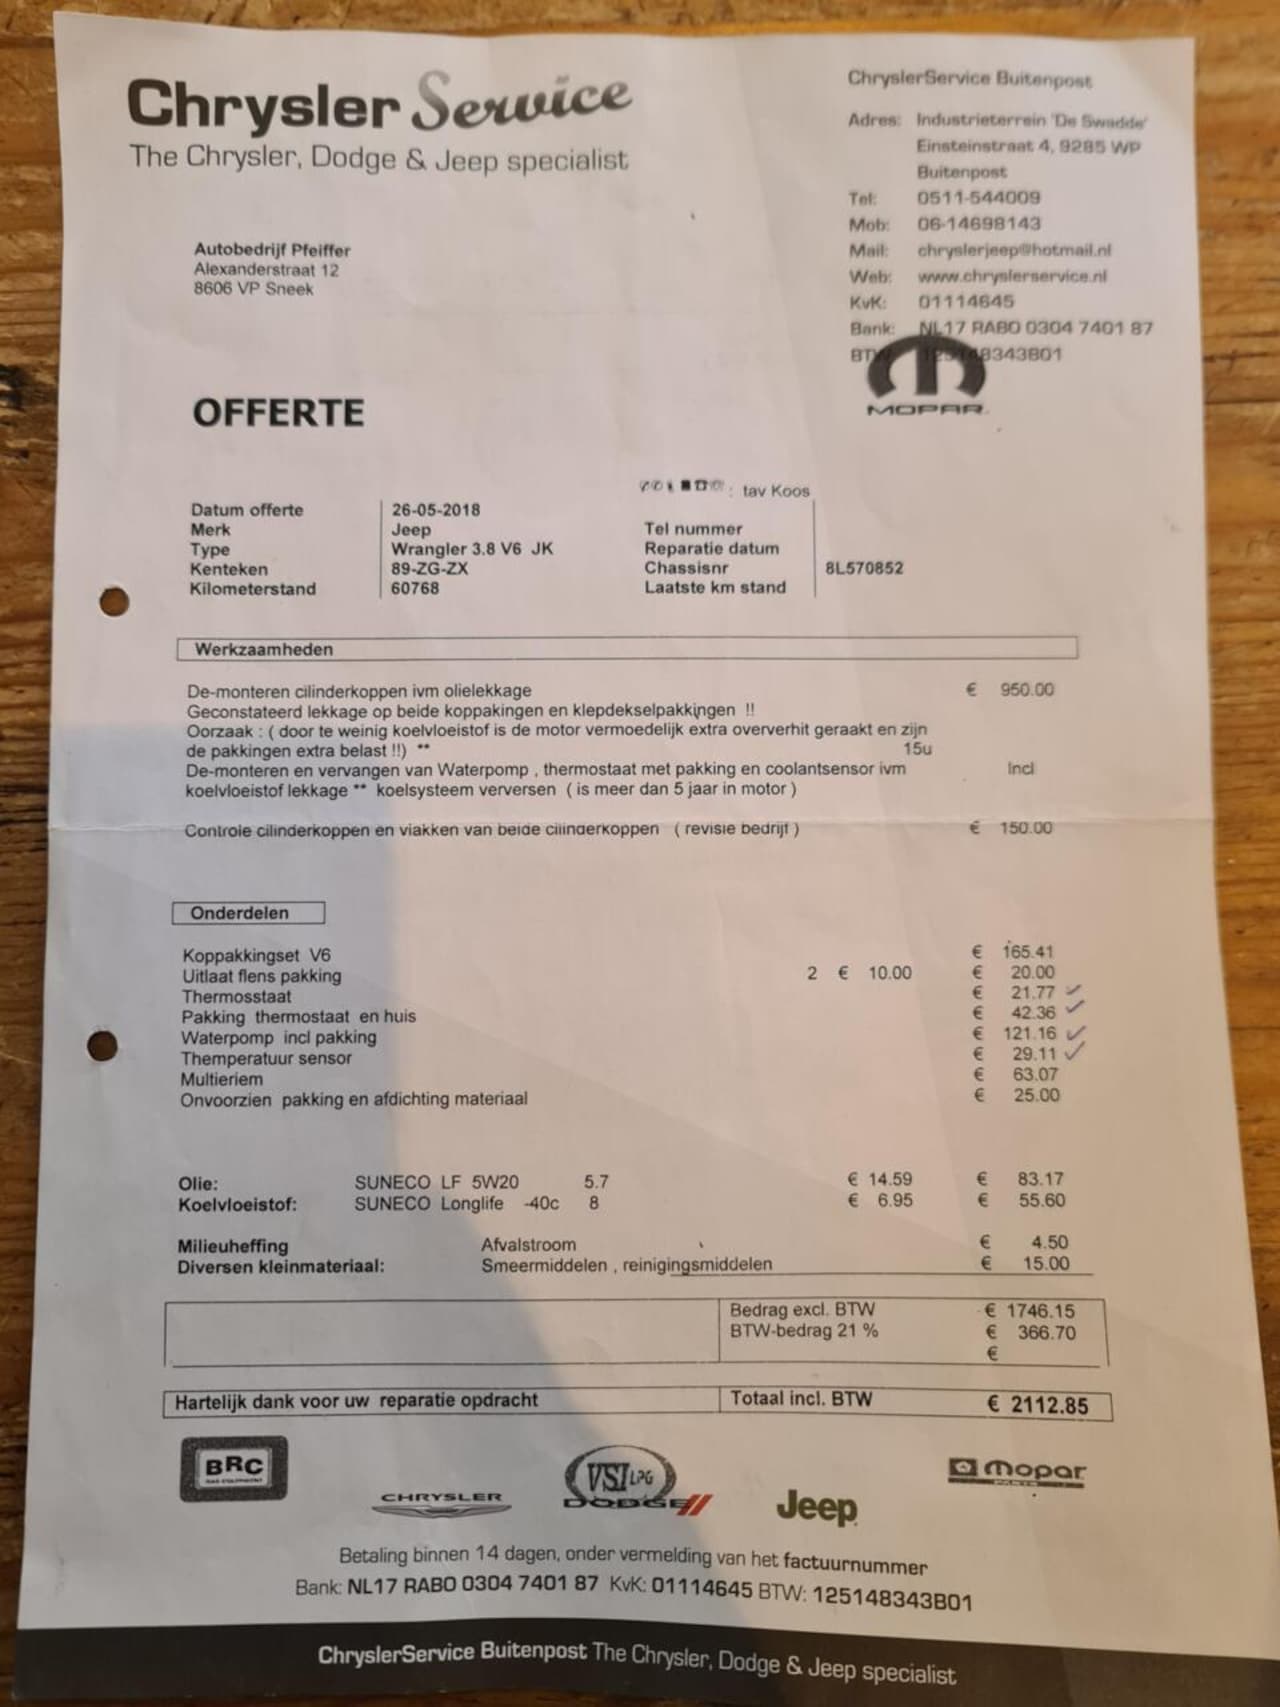 Chrysler Service
The Chrysler, Dodge & Jeep specialist
ChryslerService Buitenpost
Adres: Industrieterrein 'De Swadde'
Einsteinstraat 4, 9285 WP
Buitenpost
Tel: 0511-544009
Mob: 06-14698143
Mail: chryslerjeep@hotmail.nl
Web: www.chryslerservice.nl
KvK: 01114645
Bank: NL17 RABO 0304 7401 87
BTW 125148343B01
MOPAR
Autobedrijf Pfeiffer
Alexanderstraat 12
8606 VP Sneek
OFFERTE
: tav Koos
Datum offerte 26-05-2018
Merk Jeep Tel nummer
Type Wrangler 3.8 V6 JK Reparatie datum
Kenteken 89-ZG-ZX Chassisnr 8L570852
Kilometerstand 60768 Laatste km stand
Werkzaamheden
De-monteren cilinderkoppen ivm olielekkage € 950.00
Geconstateerd lekkage op beide koppakingen en klepdekselpakkingen !!
Oorzaak : ( door te weinig koelvloeistof is de motor vermoedelijk extra oververhit geraakt en zijn
de pakkingen extra belast !!) ** 15u
De-monteren en vervangen van Waterpomp , thermostaat met pakking en coolantsensor ivm Incl
koelvloeistof lekkage ** koelsysteem verversen ( is meer dan 5 jaar in motor )
Controle cilinderkoppen en vlakken van beide cilinderkoppen ( revisie bedrijf ) € 150.00
Onderdelen
Koppakkingset V6 € 165.41
Uitlaat flens pakking 2 € 10.00 € 20.00
Thermosstaat € 21.77 ✓
Pakking thermostaat en huis € 42.36 ✓
Waterpomp incl pakking € 121.16 ✓
Themperatuur sensor € 29.11 ✓
Multieriem € 63.07
Onvoorzien pakking en afdichting materiaal € 25.00
Olie: SUNECO LF 5W20 5.7 € 14.59 € 83.17
Koelvloeistof: SUNECO Longlife -40c 8 € 6.95 € 55.60
Milieuheffing Afvalstroom € 4.50
Diversen kleinmateriaal: Smeermiddelen , reinigingsmiddelen € 15.00
Bedrag excl. BTW € 1746.15
BTW-bedrag 21 % € 366.70
€
Hartelijk dank voor uw reparatie opdracht Totaal incl. BTW € 2112.85
BRC
CHRYSLER
VSI LPG
DODGE
Jeep
mopar
PARTS
Betaling binnen 14 dagen, onder vermelding van het factuurnummer
Bank: NL17 RABO 0304 7401 87 KvK: 01114645 BTW: 125148343B01
ChryslerService Buitenpost The Chrysler, Dodge & Jeep specialist